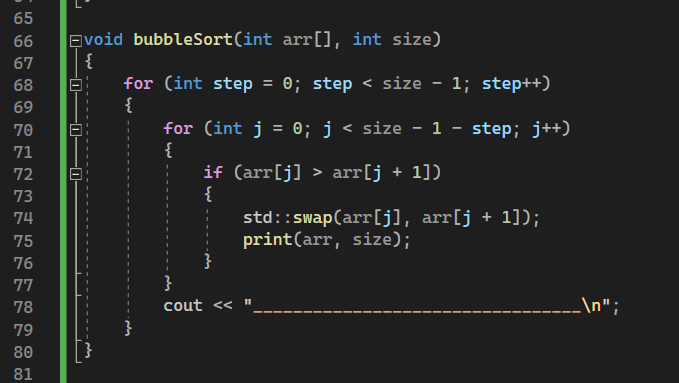 65
66 void bubbleSort(int arr[], int size)
67 {
68 for (int step = 0; step < size - 1; step++)
69 {
70 for (int j = 0; j < size - 1 - step; j++)
71 {
72 if (arr[j] > arr[j + 1])
73 {
74 std::swap(arr[j], arr[j + 1]);
75 print(arr, size);
76 }
77 }
78 cout << "_________________________________\n";
79 }
80 }
81